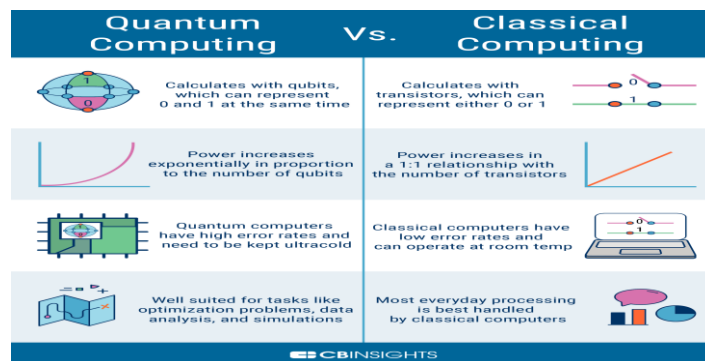 Quantum
Computing
Vs.
Classical
Computing
1
0
Calculates with qubits,
which can represent
0 and 1 at the same time
Calculates with
transistors, which can
represent either 0 or 1
0
1
Power increases
exponentially in proportion
to the number of qubits
Power increases in
a 1:1 relationship with
the number of transistors
Quantum computers
have high error rates and
need to be kept ultracold
Classical computers have
low error rates and
can operate at room temp
0
1
Well suited for tasks like
optimization problems, data
analysis, and simulations
Most everyday processing
is best handled
by classical computers
CBINSIGHTS